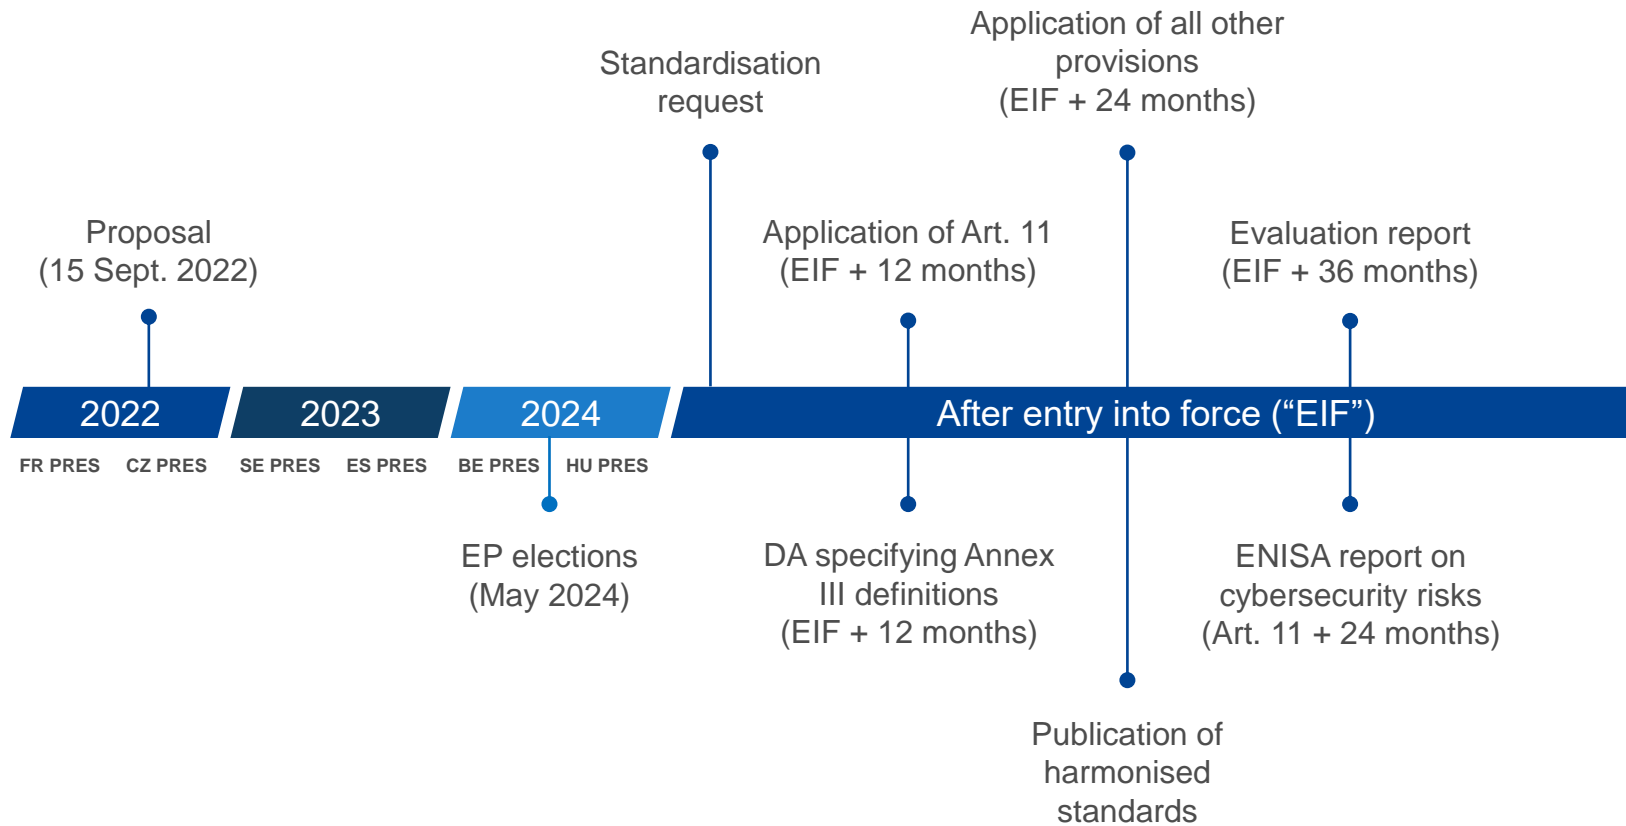 Application of all other
provisions
(EIF + 24 months)
Standardisation
request
Proposal
(15 Sept. 2022)
Application of Art. 11
(EIF + 12 months)
Evaluation report
(EIF + 36 months)
2022
2023
2024
After entry into force (“EIF”)
FR PRES
CZ PRES
SE PRES
ES PRES
BE PRES
HU PRES
EP elections
(May 2024)
DA specifying Annex
III definitions
(EIF + 12 months)
ENISA report on
cybersecurity risks
(Art. 11 + 24 months)
Publication of
harmonised
standards